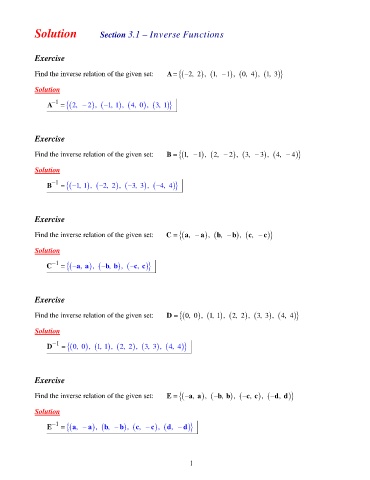 Solution Section 3.1 – Inverse Functions
Exercise
Find the inverse relation of the given set: A = {(−2, 2), (1, −1), (0, 4), (1, 3)}
Solution
A⁻¹ = {(2, −2), (−1, 1), (4, 0), (3, 1)}
Exercise
Find the inverse relation of the given set: B = {(1, −1), (2, −2), (3, −3), (4, −4)}
Solution
B⁻¹ = {(−1, 1), (−2, 2), (−3, 3), (−4, 4)}
Exercise
Find the inverse relation of the given set: C = {(a, −a), (b, −b), (c, −c)}
Solution
C⁻¹ = {(−a, a), (−b, b), (−c, c)}
Exercise
Find the inverse relation of the given set: D = {(0, 0), (1, 1), (2, 2), (3, 3), (4, 4)}
Solution
D⁻¹ = {(0, 0), (1, 1), (2, 2), (3, 3), (4, 4)}
Exercise
Find the inverse relation of the given set: E = {(−a, a), (−b, b), (−c, c), (−d, d)}
Solution
E⁻¹ = {(a, −a), (b, −b), (c, −c), (d, −d)}
1